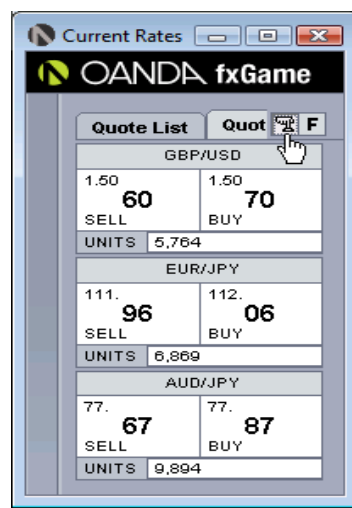 Current Rates
OANDA fxGame
Quote List Quot F
GBP/USD
1.50 1.50
60 70
SELL BUY
UNITS 5,764
EUR/JPY
111. 112.
96 06
SELL BUY
UNITS 6,869
AUD/JPY
77. 77.
67 87
SELL BUY
UNITS 9,894